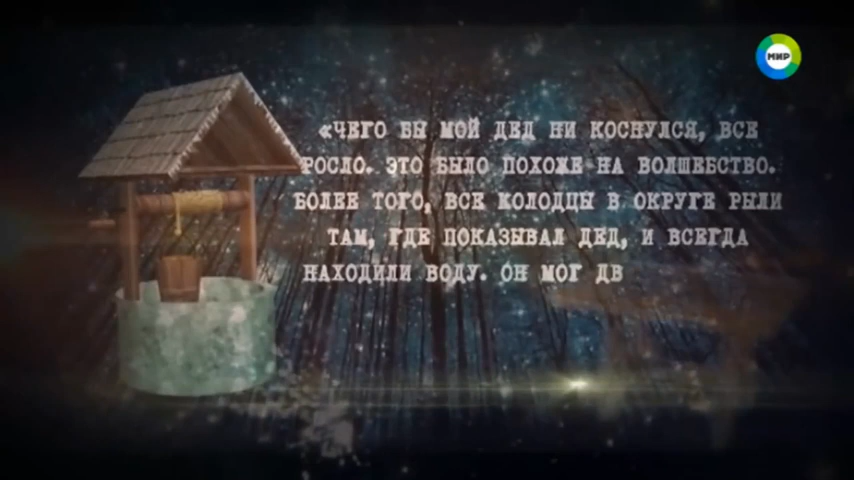 МИР
«ЧЕГО БЫ МОЙ ДЕД НИ КОСНУЛСЯ, ВСЕ
РОСЛО. ЭТО БЫЛО ПОХОЖЕ НА ВОЛШЕБСТВО.
БОЛЕЕ ТОГО, ВСЕ КОЛОДЦЫ В ОКРУГЕ РЫЛИ
ТАМ, ГДЕ ПОКАЗЫВАЛ ДЕД, И ВСЕГДА
НАХОДИЛИ ВОДУ. ОН МОГ ДВ